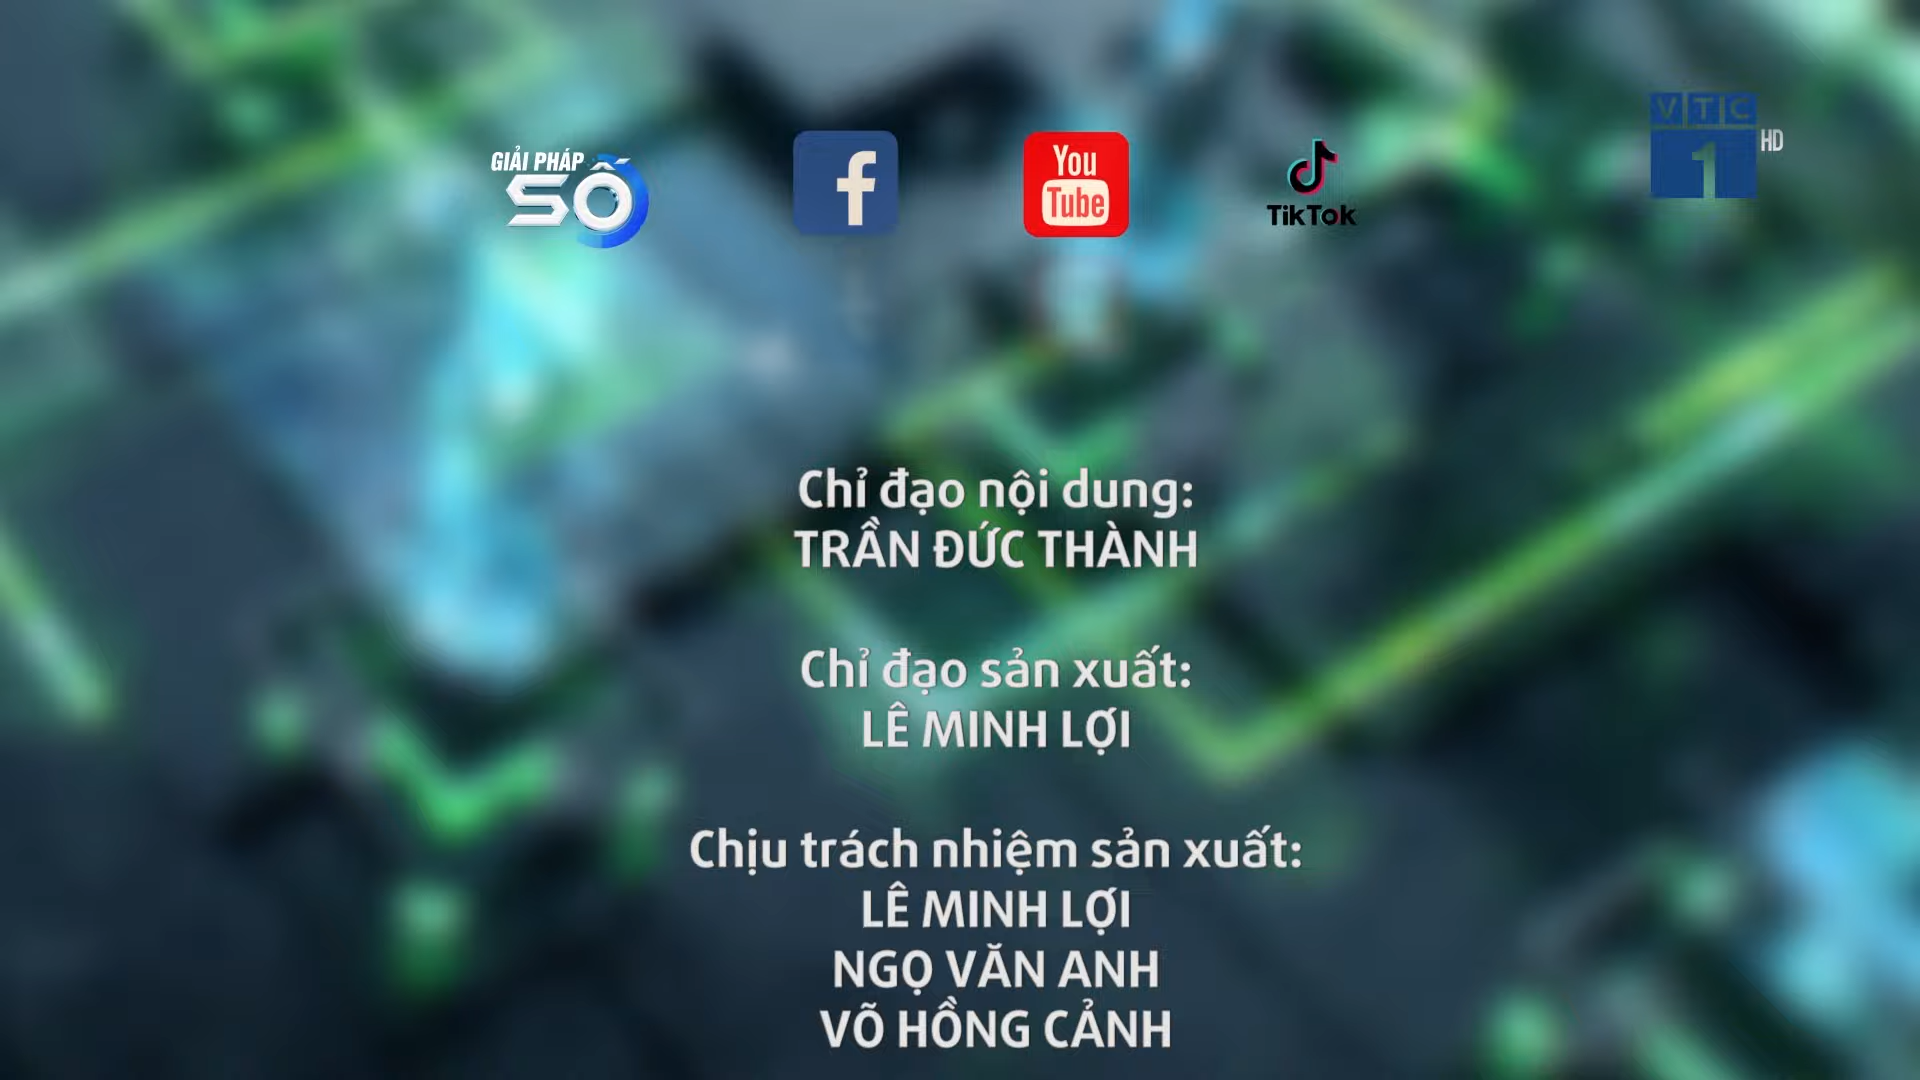 GIẢI PHÁP
SỐ
f
You
Tube
TikTok
VTC
1
HD
Chỉ đạo nội dung:
TRẦN ĐỨC THÀNH
Chỉ đạo sản xuất:
LÊ MINH LỢI
Chịu trách nhiệm sản xuất:
LÊ MINH LỢI
NGỌ VĂN ANH
VÕ HỒNG CẢNH